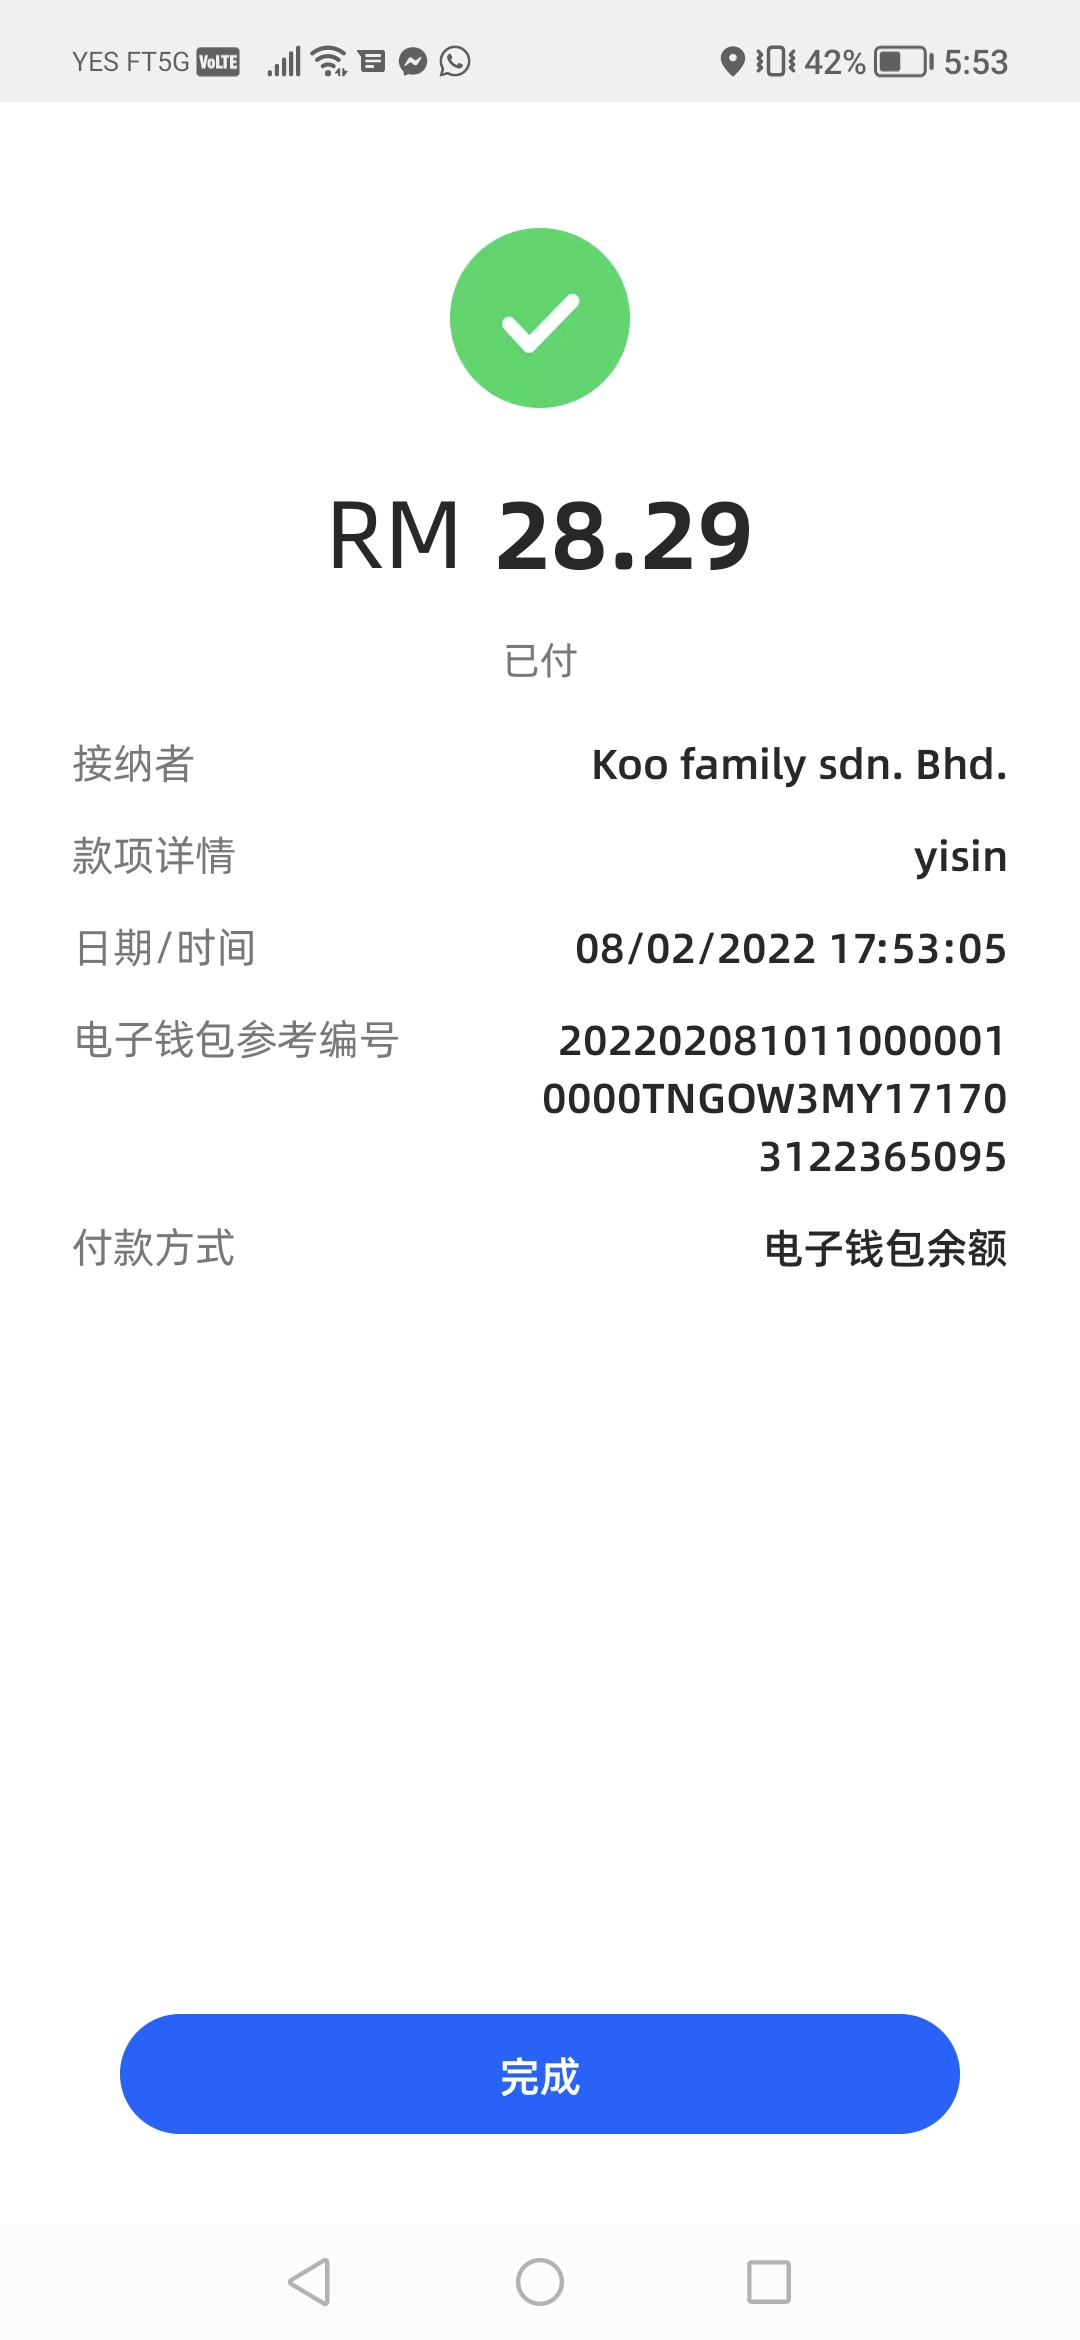 YES FT5G VoLTE 42% 5:53
RM 28.29
已付
接纳者 Koo family sdn. Bhd.
款项详情 yisin
日期/时间 08/02/2022 17:53:05
电子钱包参考编号 202202081011000001
0000TNGOW3MY17170
3122365095
付款方式 电子钱包余额
完成